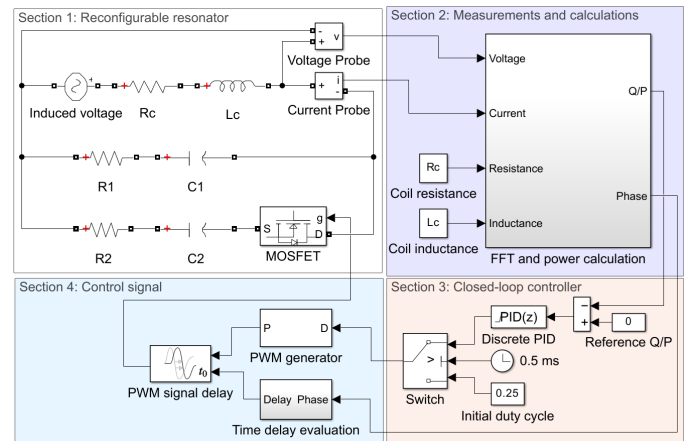 Section 1: Reconfigurable resonator
- v
+
Voltage Probe
+ i
-
Current Probe
+
Induced voltage
+
Rc
+
Lc
+
R1
+
C1
+
R2
+
C2
g
S D
MOSFET
Section 2: Measurements and calculations
Voltage
Q/P
Current
Rc
Resistance
Coil resistance
Phase
Lc
Inductance
Coil inductance
FFT and power calculation
Section 4: Control signal
P D
PWM generator
t0
PWM signal delay
Delay Phase
Time delay evaluation
Section 3: Closed-loop controller
PID(z)
Discrete PID
-
+
0
Reference Q/P
>
0.5 ms
Switch
0.25
Initial duty cycle